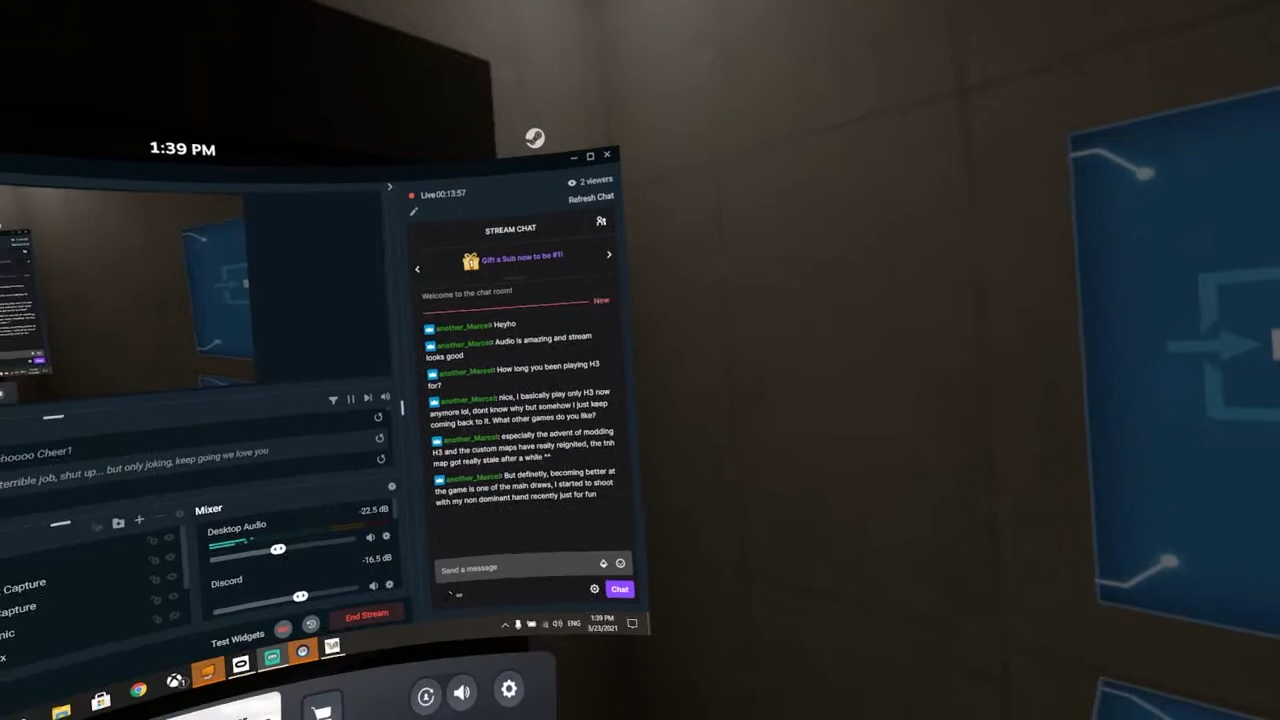 1:39 PM
Live 00:13:57
2 viewers
Refresh Chat
STREAM CHAT
Gift a Sub now to be #1!
Welcome to the chat room!
New
another_Marcel: Heyho
another_Marcel: Audio is amazing and stream
looks good
another_Marcel: How long you been playing H3
for?
another_Marcel: nice, I basically play only H3 now
anymore lol, dont know why but somehow I just keep
coming back to it. What other games do you like?
another_Marcel: especially the advent of modding
H3 and the custom maps have really reignited, the tnh
map got really stale after a while ^^
another_Marcel: But definetly, becoming better at
the game is one of the main draws, I started to shoot
with my non dominant hand recently just for fun
Send a message
Chat
hoooo Cheer1
terrible job, shut up... but only joking, keep going we love you
Mixer
Desktop Audio
-22.5 dB
Discord
-16.5 dB
Capture
apture
nic
x
Test Widgets
End Stream
ENG
1:39 PM
3/23/2021